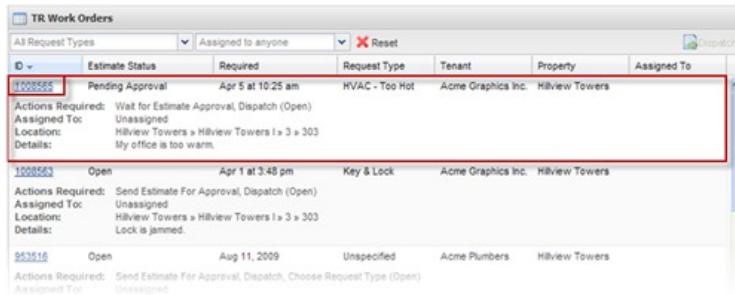 TR Work Orders
All Request Types Assigned to anyone Reset Dispatch
ID Estimate Status Required Request Type Tenant Property Assigned To
1008565 Pending Approval Apr 5 at 10:25 am HVAC - Too Hot Acme Graphics Inc. Hillview Towers
Actions Required: Wait for Estimate Approval, Dispatch (Open)
Assigned To: Unassigned
Location: Hillview Towers » Hillview Towers I » 3 » 303
Details: My office is too warm.
1008563 Open Apr 1 at 3:48 pm Key & Lock Acme Graphics Inc. Hillview Towers
Actions Required: Send Estimate For Approval, Dispatch (Open)
Assigned To: Unassigned
Location: Hillview Towers » Hillview Towers I » 3 » 303
Details: Lock is jammed.
953516 Open Aug 11, 2009 Unspecified Acme Plumbers Hillview Towers
Actions Required: Send Estimate For Approval, Dispatch, Choose Request Type (Open)
Assigned To: Unassigned